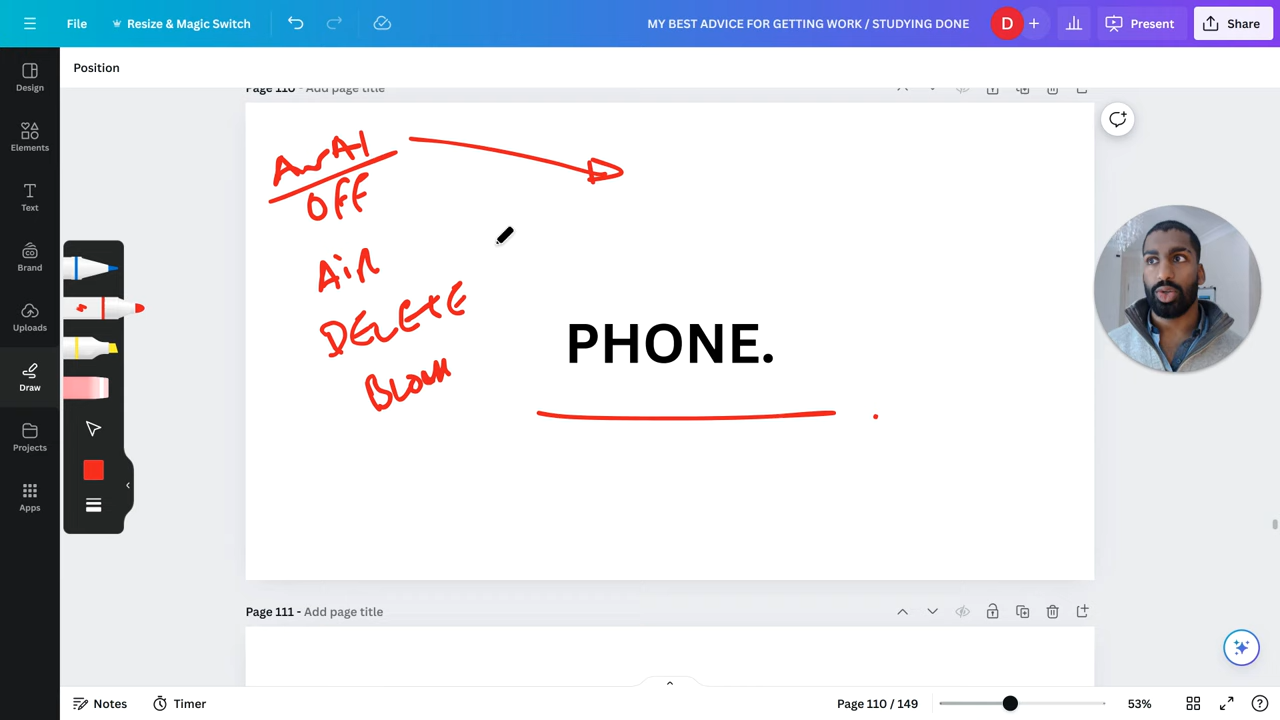 File
Resize & Magic Switch
MY BEST ADVICE FOR GETTING WORK / STUDYING DONE
D
Present
Share
Position
Design
Elements
Text
Brand
Uploads
Draw
Projects
Apps
Page 110 - Add page title
OFF
AiR
DELETE
PHONE.
Page 111 - Add page title
Notes
Timer
Page 110 / 149
53%